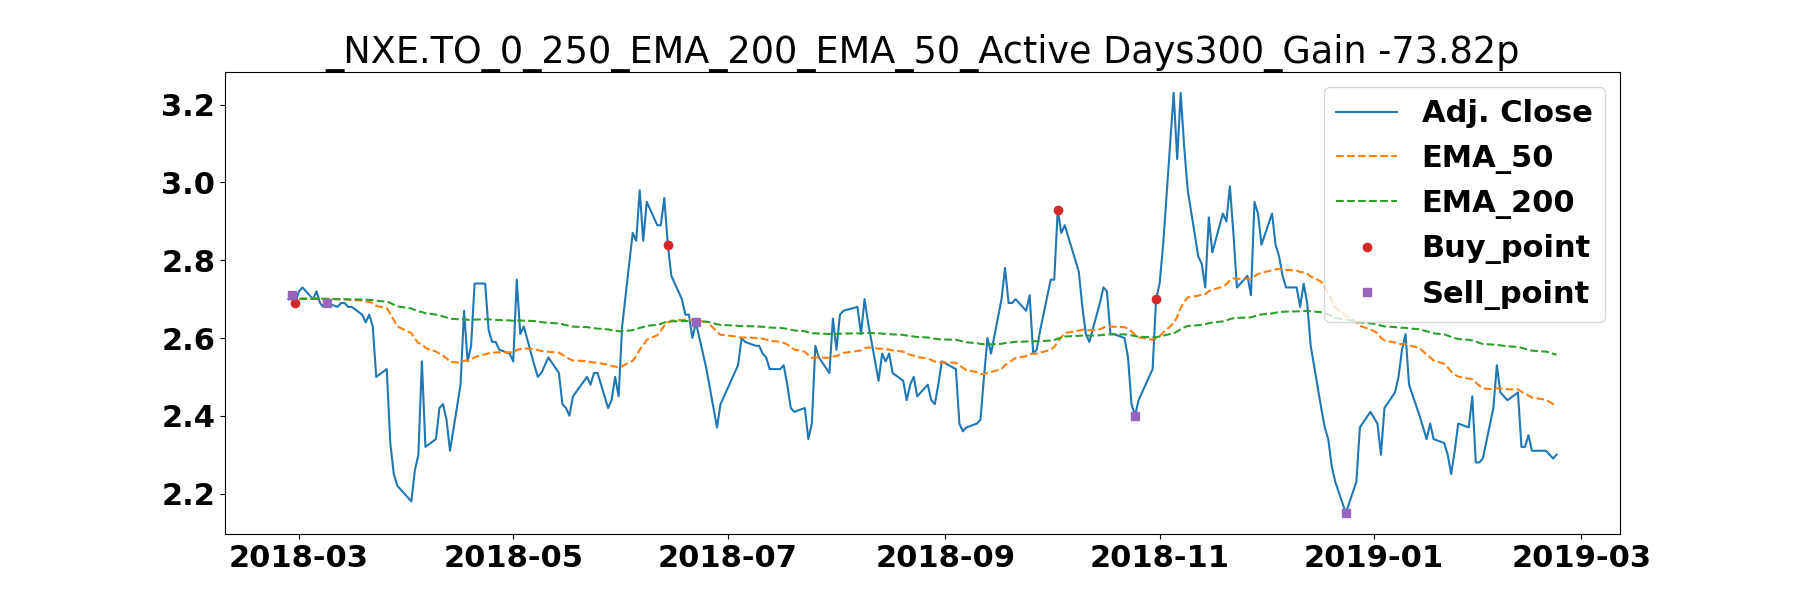 _NXE.TO_0_250_EMA_200_EMA_50_Active Days300_Gain -73.82p
3.2
3.0
2.8
2.6
2.4
2.2
Adj. Close
EMA_50
EMA_200
Buy_point
Sell_point
2018-03 2018-05 2018-07 2018-09 2018-11 2019-01 2019-03